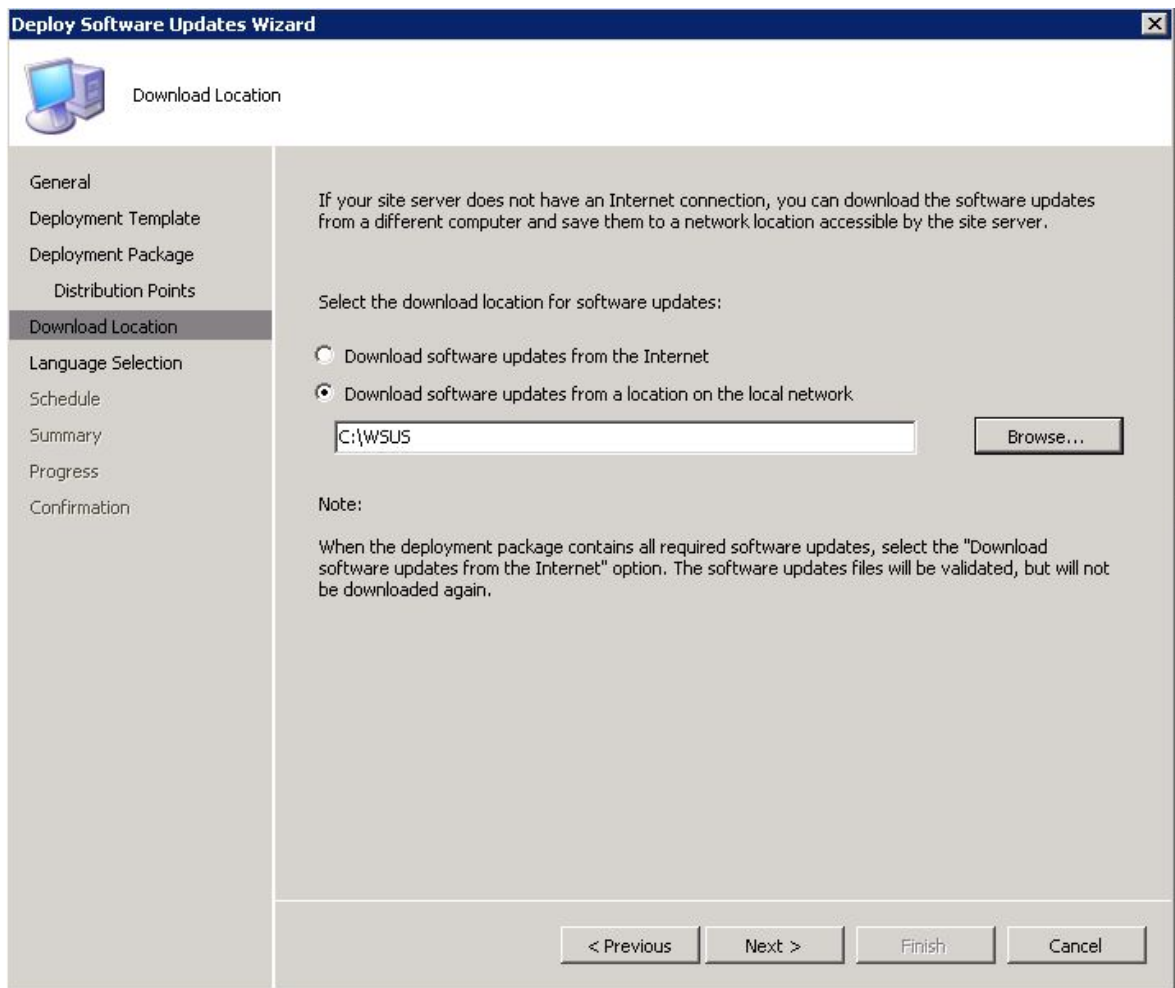 Deploy Software Updates Wizard
Download Location
General
Deployment Template
Deployment Package
Distribution Points
Download Location
Language Selection
Schedule
Summary
Progress
Confirmation
If your site server does not have an Internet connection, you can download the software updates
from a different computer and save them to a network location accessible by the site server.
Select the download location for software updates:
Download software updates from the Internet
Download software updates from a location on the local network
C:\WSUS
Browse...
Note:
When the deployment package contains all required software updates, select the "Download
software updates from the Internet" option. The software updates files will be validated, but will not
be downloaded again.
< Previous
Next >
Finish
Cancel